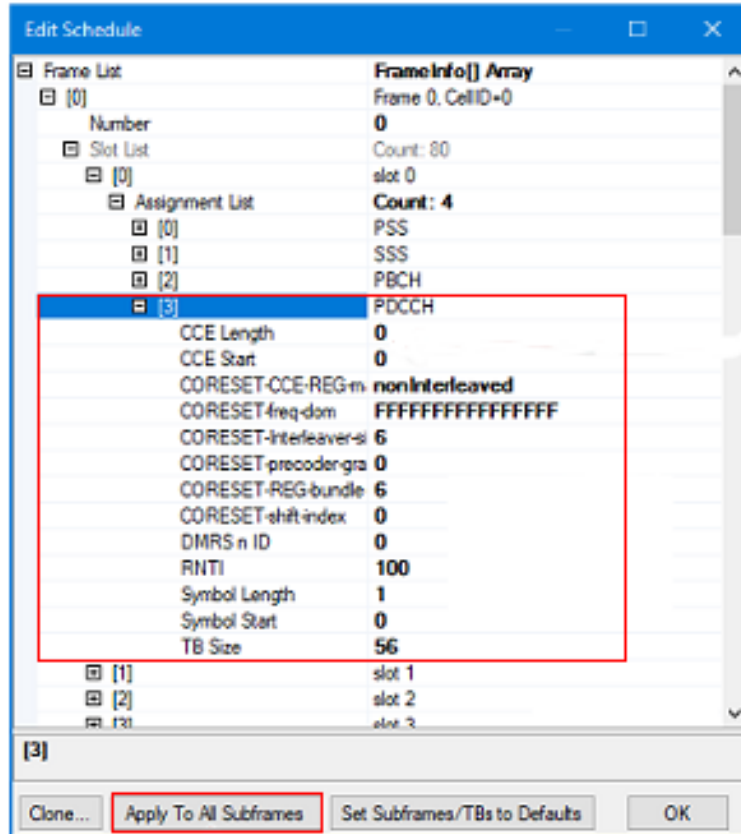 Edit Schedule
Frame List FrameInfo[] Array
[0] Frame 0, CellID=0
Number 0
Slot List Count: 80
[0] slot 0
Assignment List Count: 4
[0] PSS
[1] SSS
[2] PBCH
[3] PDCCH
CCE Length 0
CCE Start 0
CORESET-CCE-REG-m nonInterleaved
CORESET-freq-dom FFFFFFFFFFFFFFFF
CORESET-Interleaver-si 6
CORESET-precoder-gra 0
CORESET-REG-bundle 6
CORESET-shift-index 0
DMRS n ID 0
RNTI 100
Symbol Length 1
Symbol Start 0
TB Size 56
[1] slot 1
[2] slot 2
[3] slot 3
[3]
Clone... Apply To All Subframes Set Subframes/TBs to Defaults OK